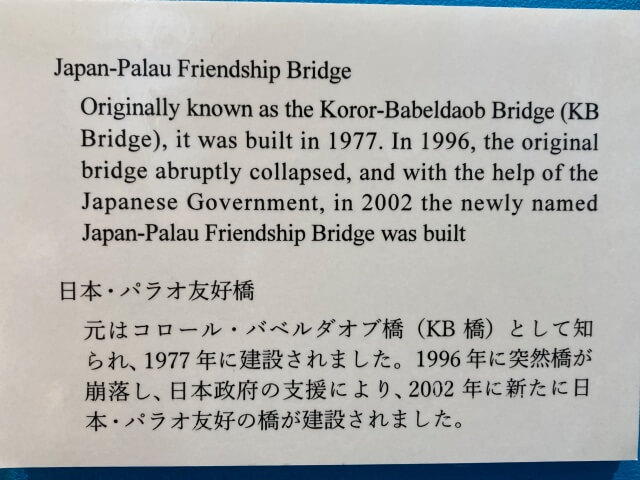 Japan-Palau Friendship Bridge
Originally known as the Koror-Babeldaob Bridge (KB
Bridge), it was built in 1977. In 1996, the original
bridge abruptly collapsed, and with the help of the
Japanese Government, in 2002 the newly named
Japan-Palau Friendship Bridge was built
日本・パラオ友好橋
元はコロール・バベルダオブ橋（KB 橋）として知
られ、1977 年に建設されました。1996 年に突然橋が
崩落し、日本政府の支援により、2002 年に新たに日
本・パラオ友好の橋が建設されました。